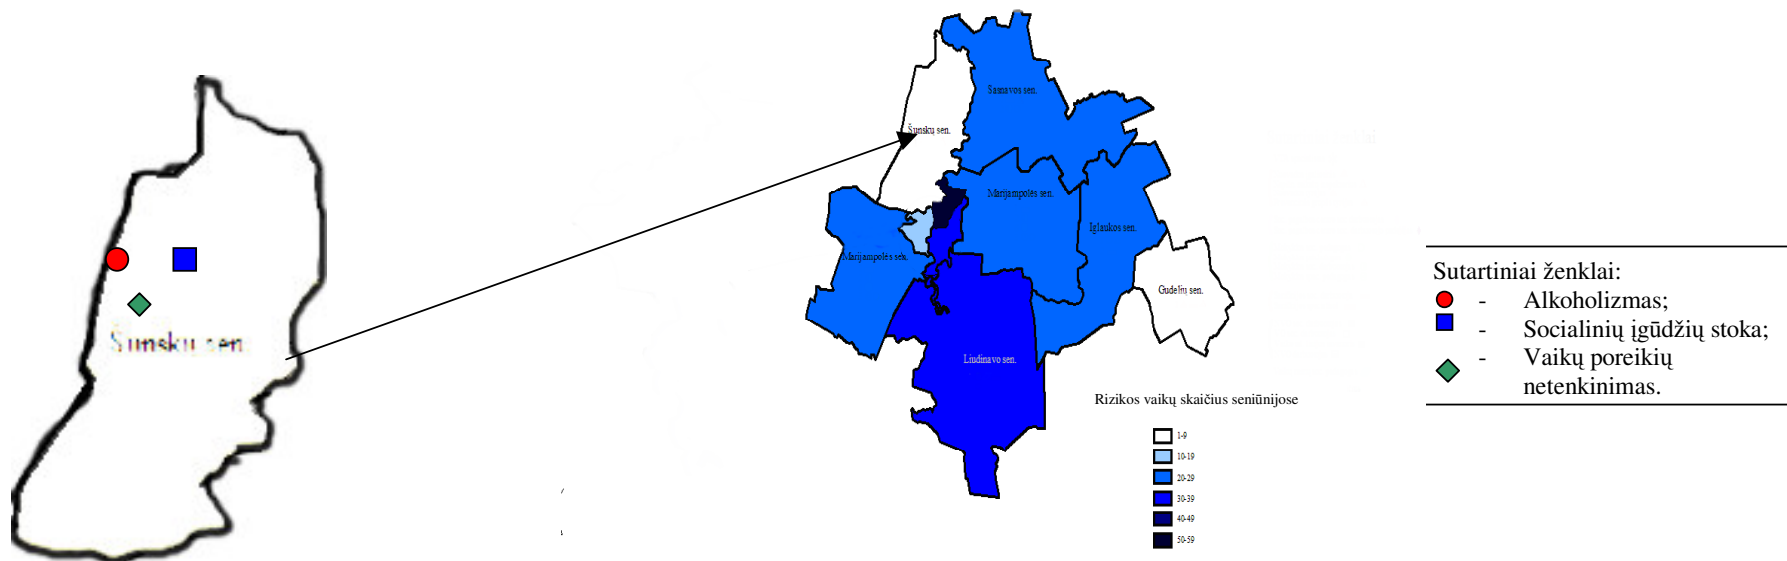 Šunskų sen.
Sasnavos sen.
Šunskų sen.
Marijampolės sen.
Iglaukos sen.
Marijampolės sen.
Gudelių sen.
Liudinavo sen.
Rizikos vaikų skaičius seniūnijose
1-9
10-19
20-29
30-39
40-49
50-59
Sutartiniai ženklai:
- Alkoholizmas;
- Socialinių įgūdžių stoka;
- Vaikų poreikių
netenkinimas.